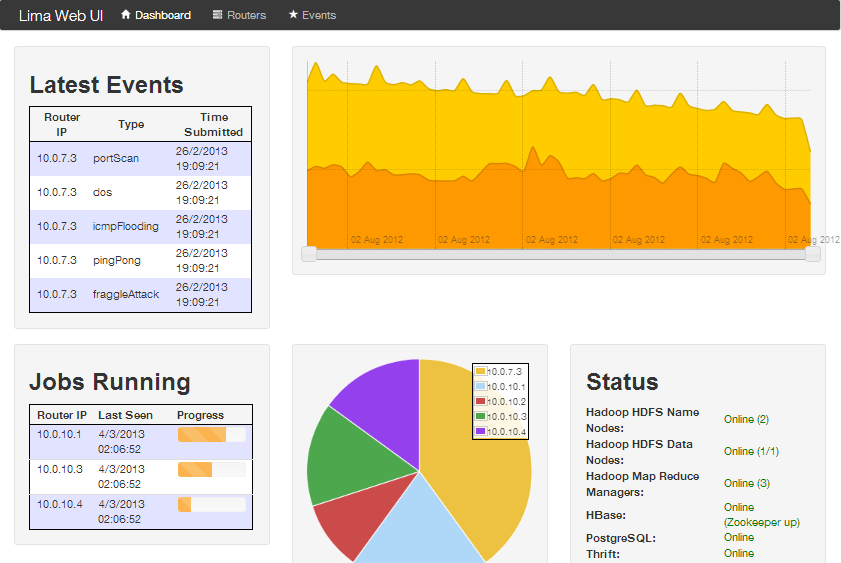 Lima Web UI Dashboard Routers Events
Latest Events
Router IP Type Time Submitted
10.0.7.3 portScan 26/2/2013 19:09:21
10.0.7.3 dos 26/2/2013 19:09:21
10.0.7.3 icmpFlooding 26/2/2013 19:09:21
10.0.7.3 pingPong 26/2/2013 19:09:21
10.0.7.3 fraggleAttack 26/2/2013 19:09:21
02 Aug 2012 02 Aug 2012 02 Aug 2012 02 Aug 2012 02 Aug 2012 02 Aug 2012
Jobs Running
Router IP Last Seen Progress
10.0.10.1 4/3/2013 02:06:52
10.0.10.3 4/3/2013 02:06:52
10.0.10.4 4/3/2013 02:06:52
10.0.7.3
10.0.10.1
10.0.10.2
10.0.10.3
10.0.10.4
Status
Hadoop HDFS Name Nodes: Online (2)
Hadoop HDFS Data Nodes: Online (1/1)
Hadoop Map Reduce Managers: Online (3)
HBase: Online (Zookeeper up)
PostgreSQL: Online
Thrift: Online